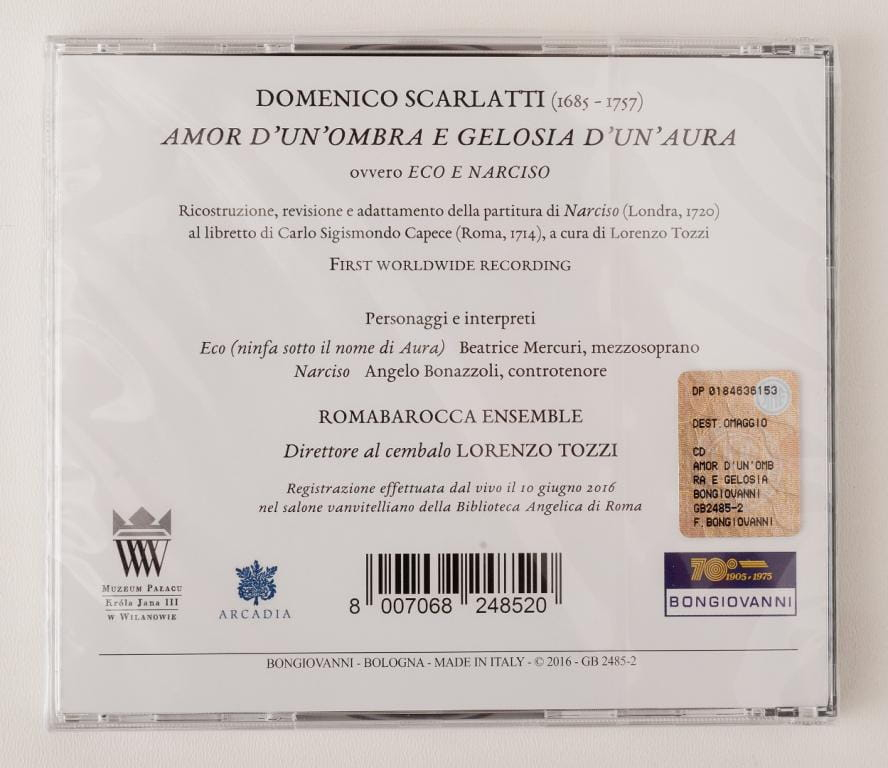 DOMENICO SCARLATTI (1685 - 1757)
AMOR D'UN'OMBRA E GELOSIA D'UN'AURA
ovvero ECO E NARCISO
Ricostruzione, revisione e adattamento della partitura di Narciso (Londra, 1720)
al libretto di Carlo Sigismondo Capece (Roma, 1714), a cura di Lorenzo Tozzi
FIRST WORLDWIDE RECORDING
Personaggi e interpreti
Eco (ninfa sotto il nome di Aura) Beatrice Mercuri, mezzosoprano
Narciso Angelo Bonazzoli, controtenore
ROMABAROCCA ENSEMBLE
Direttore al cembalo LORENZO TOZZI
Registrazione effettuata dal vivo il 10 giugno 2016
nel salone vanvitelliano della Biblioteca Angelica di Roma
DP 0184636153
DEST.OMAGGIO
CD
AMOR D'UN'OMB
RA E GELOSIA
BONGIOVANNI
GB2485-2
F.BONGIOVANNI
MUZEUM PAŁACU
Króla Jana III
w WILANOWIE
ARCADIA
8 007068 248520
70° 1905-1975
BONGIOVANNI
BONGIOVANNI - BOLOGNA - MADE IN ITALY - © 2016 - GB 2485-2